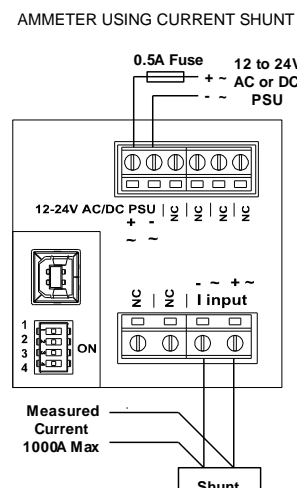 AMMETER USING CURRENT SHUNT
0.5A Fuse
12 to 24V
+ ~ AC or DC
- ~ PSU
12-24V AC/DC PSU | NC | NC | NC | NC
+ -
~ ~
NC | NC | I input
- ~ + ~
1
2
3
4
ON
Measured
Current
1000A Max
Shunt